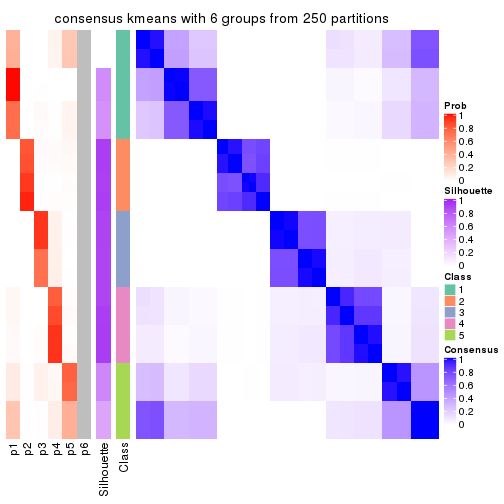 consensus kmeans with 6 groups from 250 partitions
Prob
1
0.8
0.6
0.4
0.2
0
Silhouette
1
0.8
0.6
0.4
0.2
0
Class
1
2
3
4
5
Consensus
1
0.8
0.6
0.4
0.2
0
p1
p2
p3
p4
p5
p6
Silhouette
Class